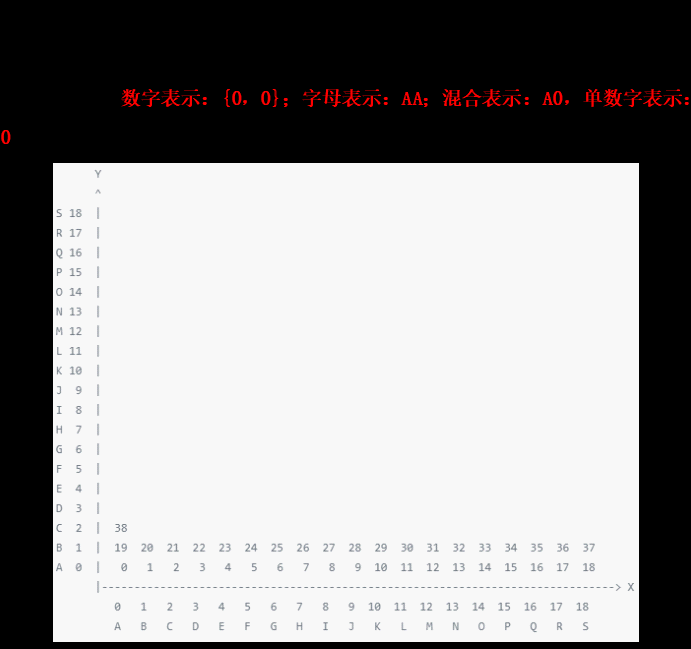 数字表示：{0，0}；字母表示：AA；混合表示：A0，单数字表示：
0
Y
^
S 18 |
R 17 |
Q 16 |
P 15 |
O 14 |
N 13 |
M 12 |
L 11 |
K 10 |
J 9 |
I 8 |
H 7 |
G 6 |
F 5 |
E 4 |
D 3 |
C 2 | 38
B 1 | 19 20 21 22 23 24 25 26 27 28 29 30 31 32 33 34 35 36 37
A 0 | 0 1 2 3 4 5 6 7 8 9 10 11 12 13 14 15 16 17 18
|-------------------------------------------------------------------------------> X
0 1 2 3 4 5 6 7 8 9 10 11 12 13 14 15 16 17 18
A B C D E F G H I J K L M N O P Q R S